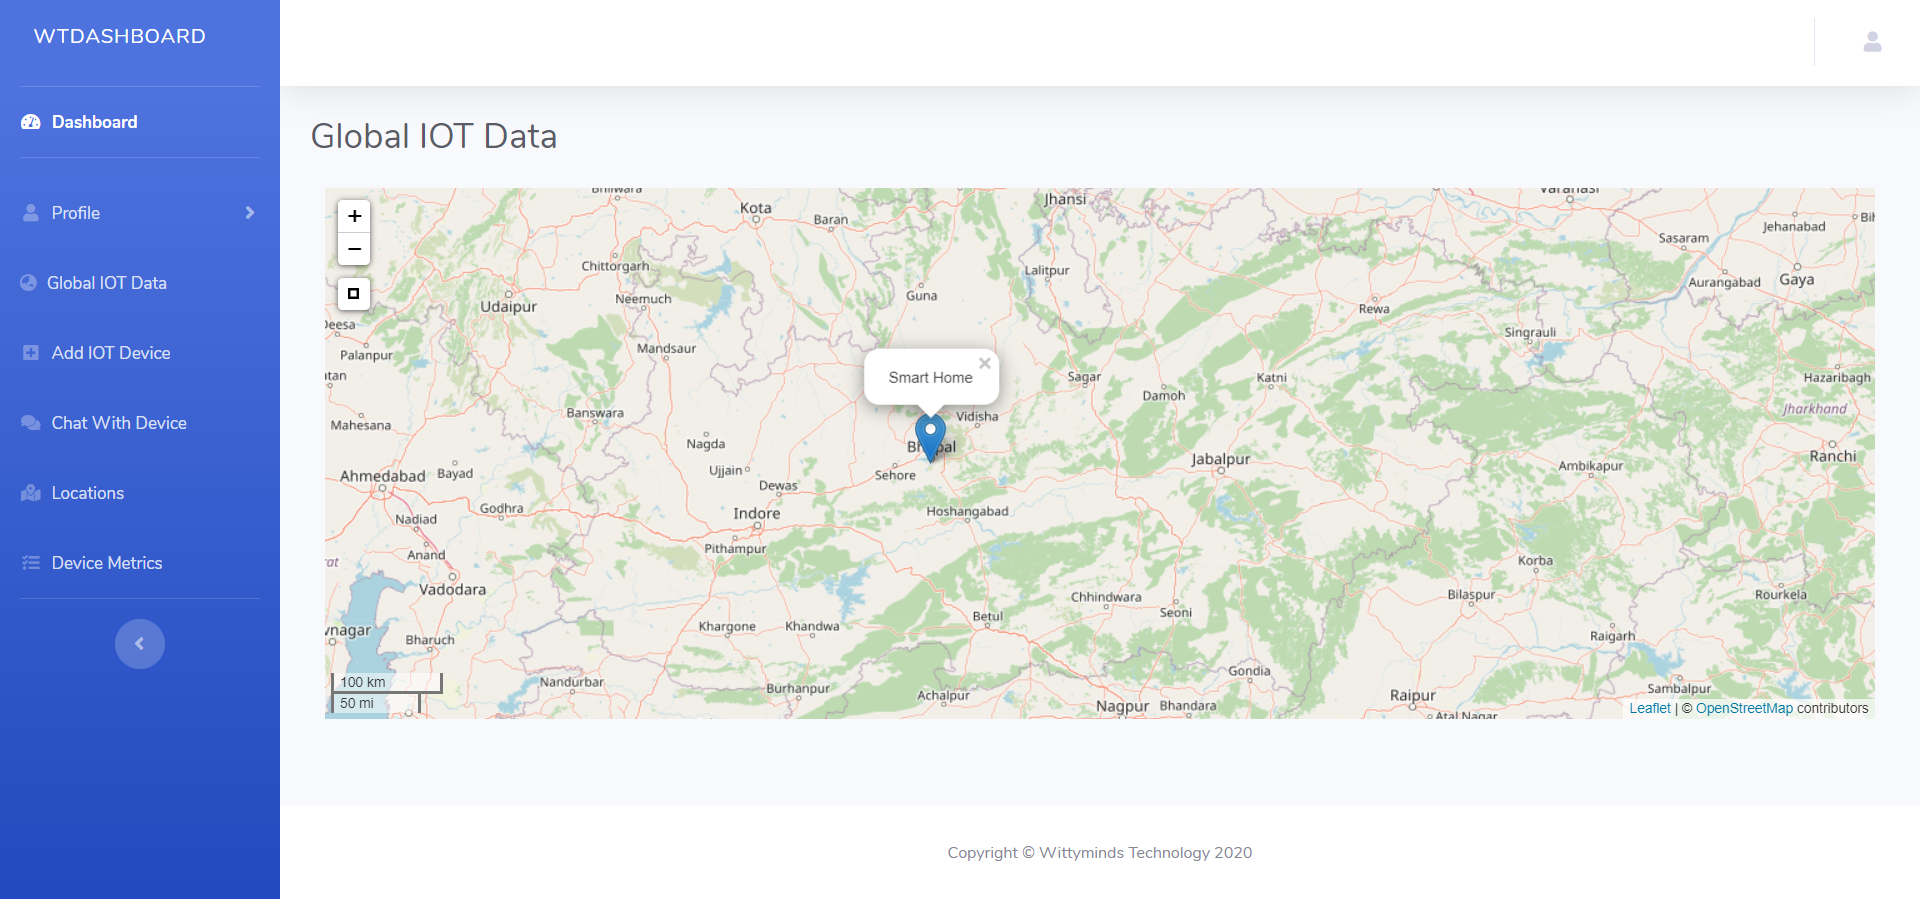 WTDASHBOARD
Dashboard
Profile
Global IOT Data
Add IOT Device
Chat With Device
Locations
Device Metrics
Global IOT Data
+
−
Kota
Baran
Jhansi
Jehanabad
Sasaram
Chittorgarh
Lalitpur
Aurangabad
Gaya
Neemuch
Guna
Udaipur
Rewa
Singrauli
Deesa
Palanpur
Mandsaur
Smart Home
×
Sagar
Katni
Hazaribagh
Damoh
Banswara
Vidisha
Jharkhand
Mahesana
Nagda
Ranchi
Ahmedabad
Bayad
Ujjain
Sehore
Jabalpur
Ambikapur
Dewas
Godhra
Indore
Hoshangabad
Nadiad
Anand
Pithampur
Korba
Vadodara
Chhindwara
Seoni
Bilaspur
Rourkela
Betul
Khargone
Khandwa
Bharuch
Raigarh
Gondia
Nandurbar
Burhanpur
Achalpur
Nagpur
Bhandara
Raipur
Sambalpur
Atal Nagar
100 km
50 mi
Leaflet | © OpenStreetMap contributors
Copyright © Wittyminds Technology 2020